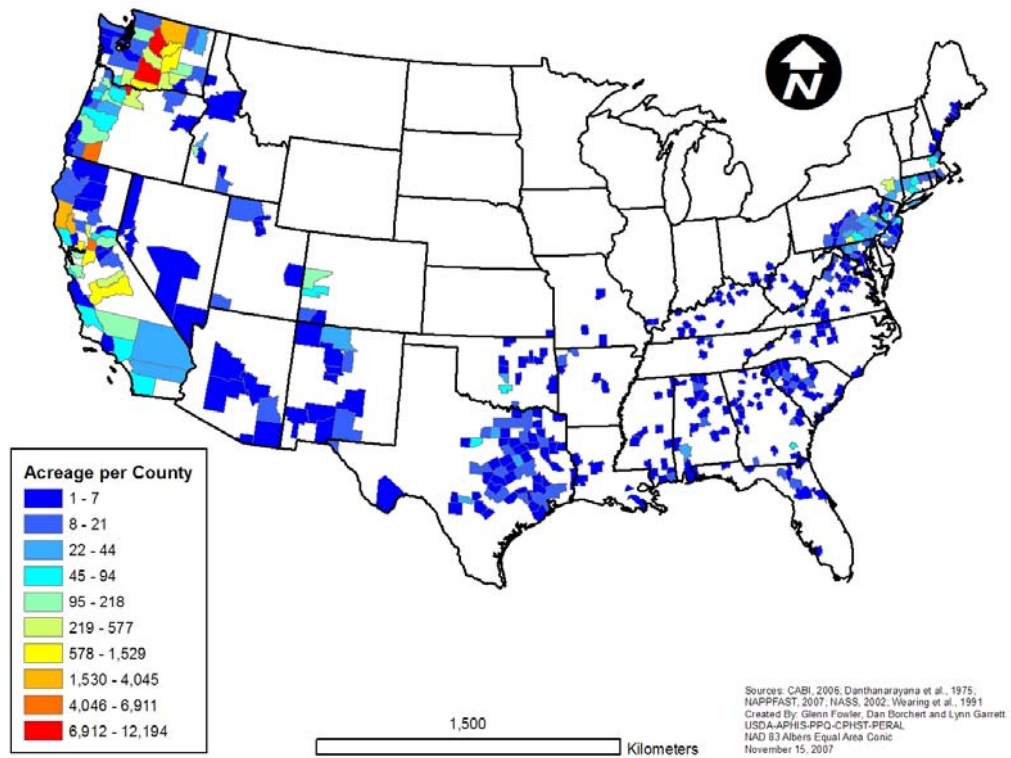 N
Acreage per County
1 - 7
8 - 21
22 - 44
45 - 94
95 - 218
219 - 577
578 - 1,529
1,530 - 4,045
4,046 - 6,911
6,912 - 12,194
1,500
Kilometers
Sources: CABI, 2006; Danthanarayana et al., 1975;
NAPPFAST, 2007; NASS, 2002; Wearing et al., 1991
Created By: Glenn Fowler, Dan Borchert and Lynn Garrett
USDA-APHIS-PPQ-CPHST-PERAL
NAD 83 Albers Equal Area Conic
November 15, 2007